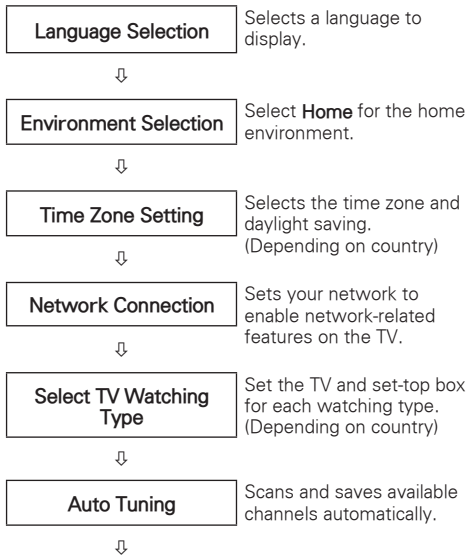 Language Selection
Selects a language to
display.
⇩
Environment Selection
Select Home for the home
environment.
⇩
Time Zone Setting
Selects the time zone and
daylight saving.
(Depending on country)
⇩
Network Connection
Sets your network to
enable network-related
features on the TV.
⇩
Select TV Watching
Type
Set the TV and set-top box
for each watching type.
(Depending on country)
⇩
Auto Tuning
Scans and saves available
channels automatically.
⇩